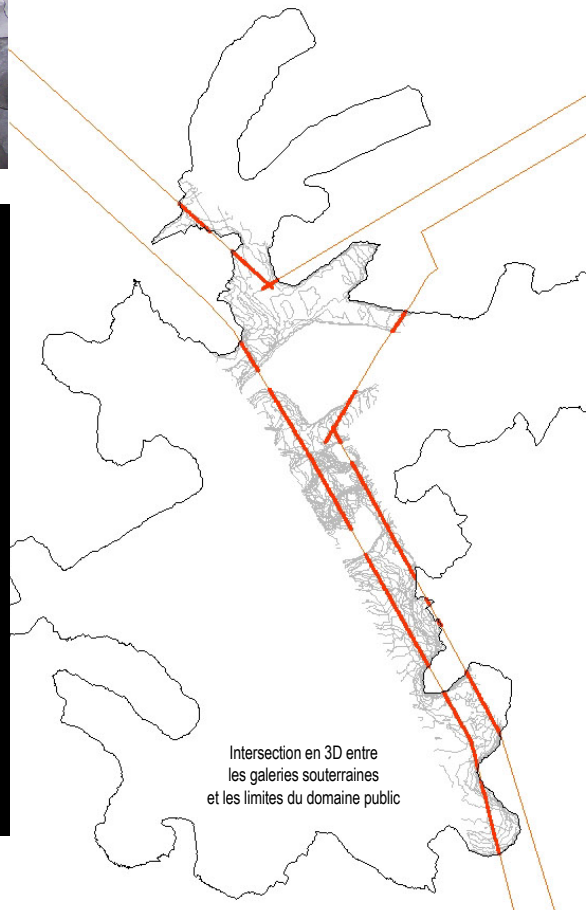 Intersection en 3D entre
les galeries souterraines
et les limites du domaine public